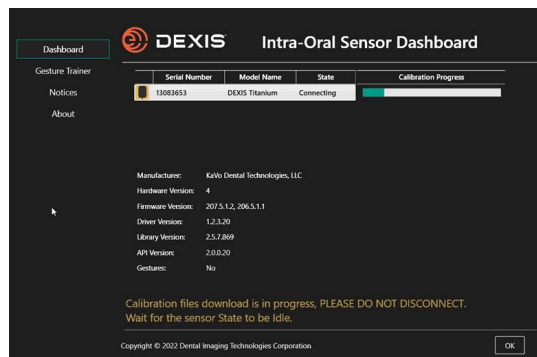 DEXIS Intra-Oral Sensor Dashboard
Dashboard
Gesture Trainer
Notices
About
Serial Number Model Name State Calibration Progress
13083653 DEXIS Titanium Connecting
Manufacturer: KaVo Dental Technologies, LLC
Hardware Version: 4
Firmware Version: 207.5.1.2, 206.5.1.1
Driver Version: 1.2.3.20
Library Version: 2.5.7.869
API Version: 2.0.0.20
Gestures: No
Calibration files download is in progress, PLEASE DO NOT DISCONNECT.
Wait for the sensor State to be Idle.
Copyright © 2022 Dental Imaging Technologies Corporation
OK